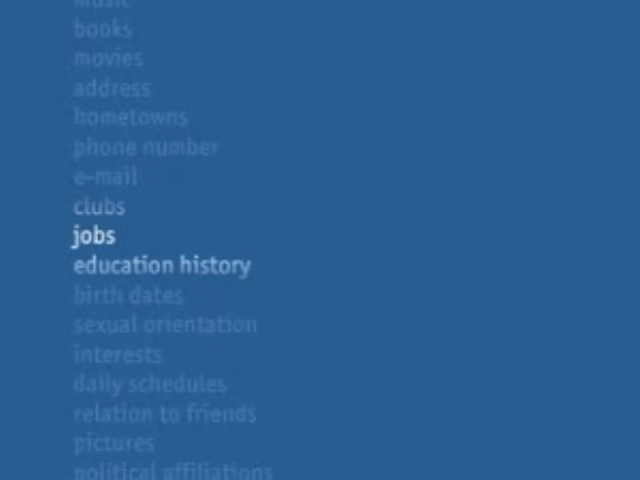 music
books
movies
address
hometowns
phone number
e-mail
clubs
jobs
education history
birth dates
sexual orientation
interests
daily schedules
relation to friends
pictures
political affiliations